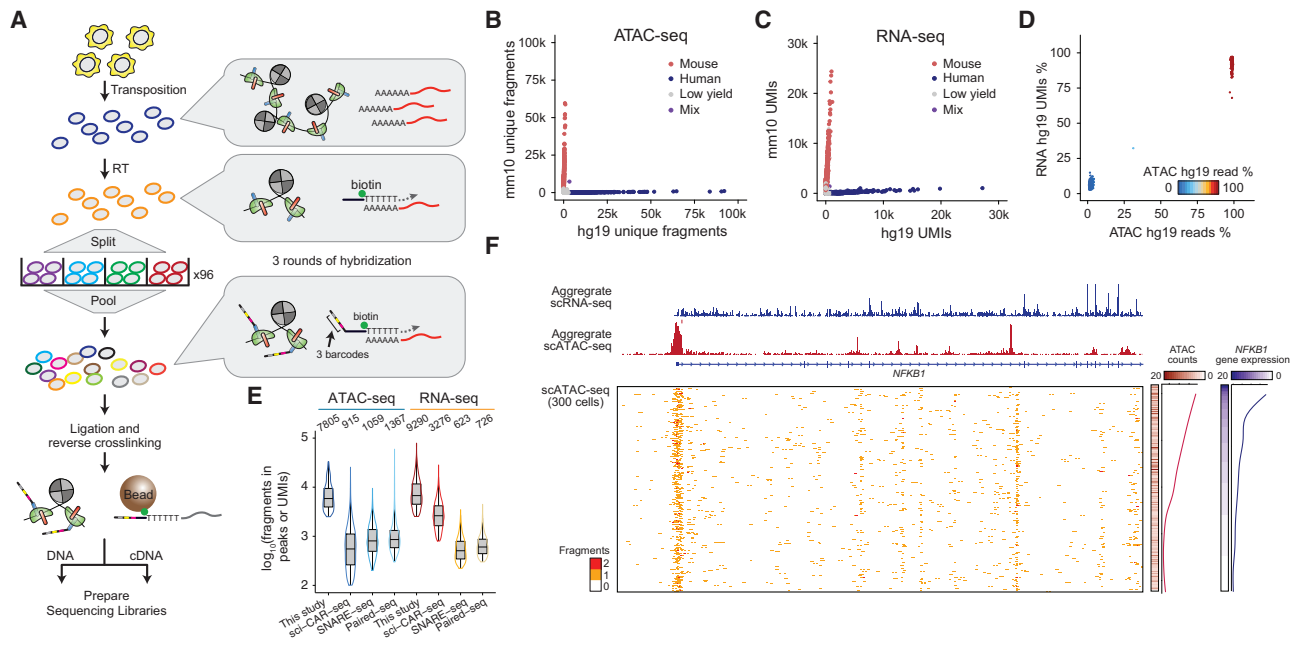 A
Transposition
AAAAAA
AAAAAA
AAAAAA
RT
biotin
TTTTTT
AAAAAA
Split
x96
Pool
3 rounds of hybridization
biotin
TTTTTT
AAAAAA
3 barcodes
Ligation and
reverse crosslinking
Bead
TTTTTT
DNA
cDNA
Prepare
Sequencing Libraries
B
ATAC-seq
mm10 unique fragments
100k
75k
50k
25k
0
Mouse
Human
Low yield
Mix
0
25k
50k
75k
100k
hg19 unique fragments
C
RNA-seq
mm10 UMIs
30k
20k
10k
0
Mouse
Human
Low yield
Mix
0
10k
20k
30k
hg19 UMIs
D
RNA hg19 UMIs %
100
75
50
25
0
ATAC hg19 read %
0
100
0
25
50
75
100
ATAC hg19 reads %
E
ATAC-seq
RNA-seq
7805
915
1059
1367
9290
3276
623
726
log10(fragments in
peaks or UMIs)
5
4
3
2
This study
sci–CAR–seq
SNARE–seq
Paired–seq
This study
sci–CAR–seq
SNARE–seq
Paired–seq
F
Aggregate
scRNA-seq
Aggregate
scATAC-seq
NFKB1
scATAC-seq
(300 cells)
Fragments
2
1
0
ATAC
counts
20
0
NFKB1
gene expression
20
0